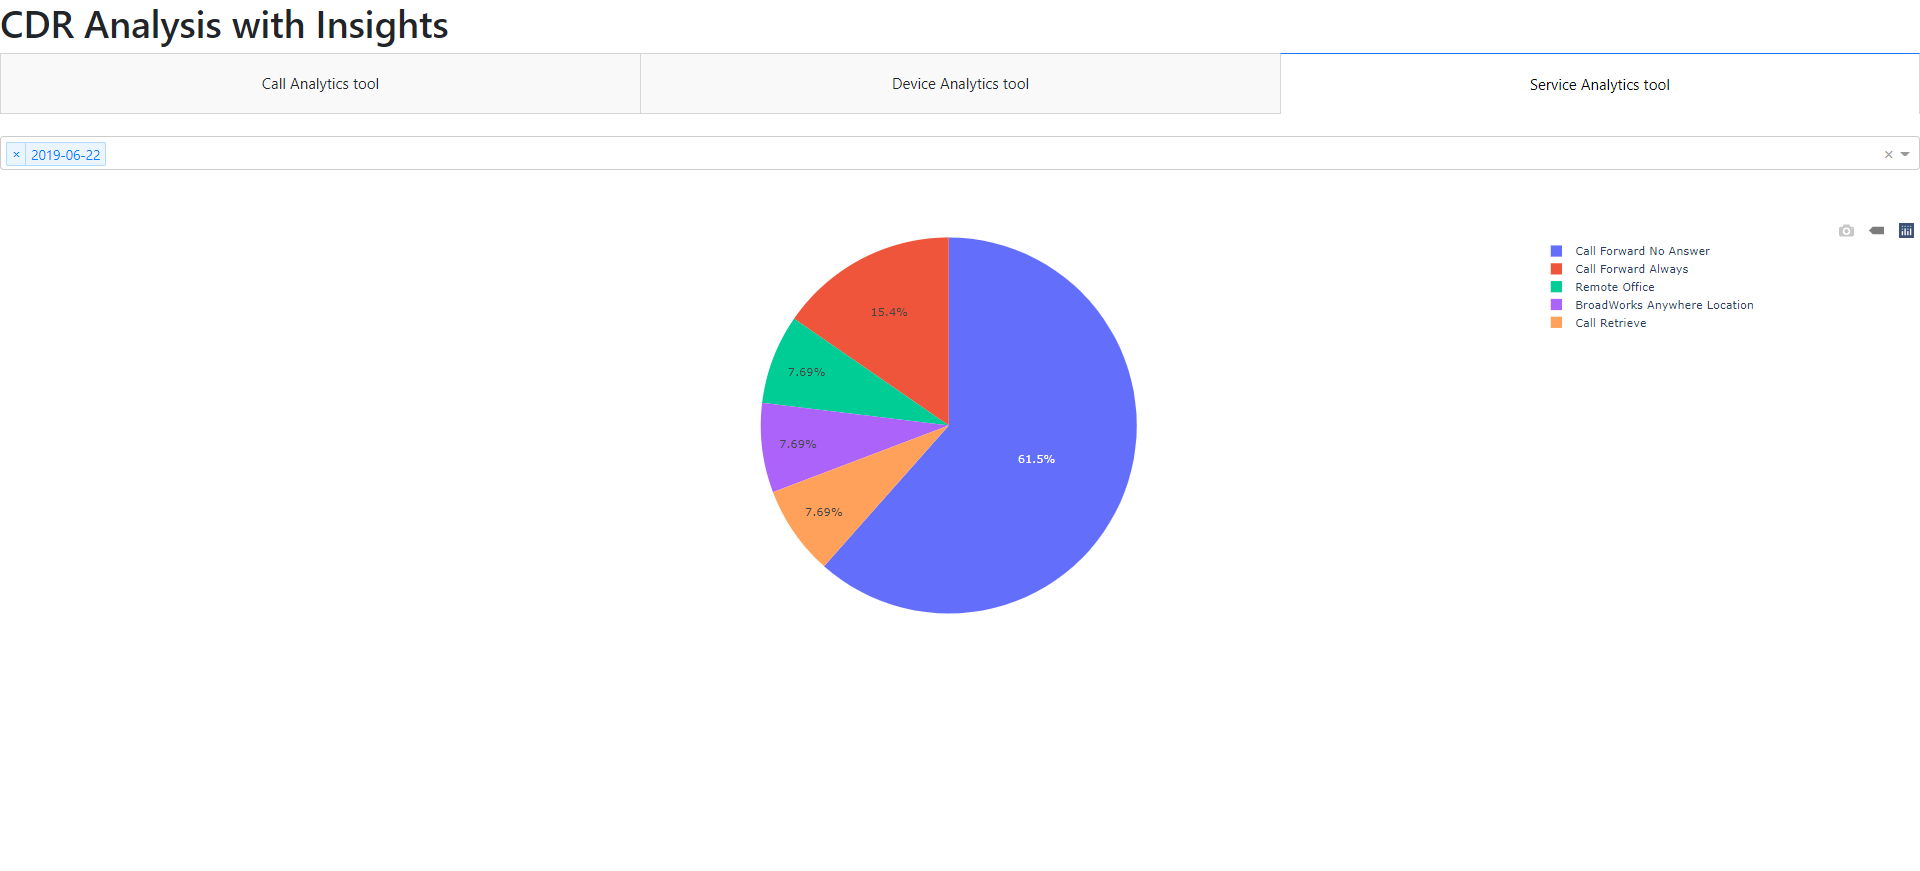 CDR Analysis with Insights
Call Analytics tool
Device Analytics tool
Service Analytics tool
× 2019-06-22
×
Call Forward No Answer
Call Forward Always
Remote Office
BroadWorks Anywhere Location
Call Retrieve
15.4%
7.69%
7.69%
61.5%
7.69%